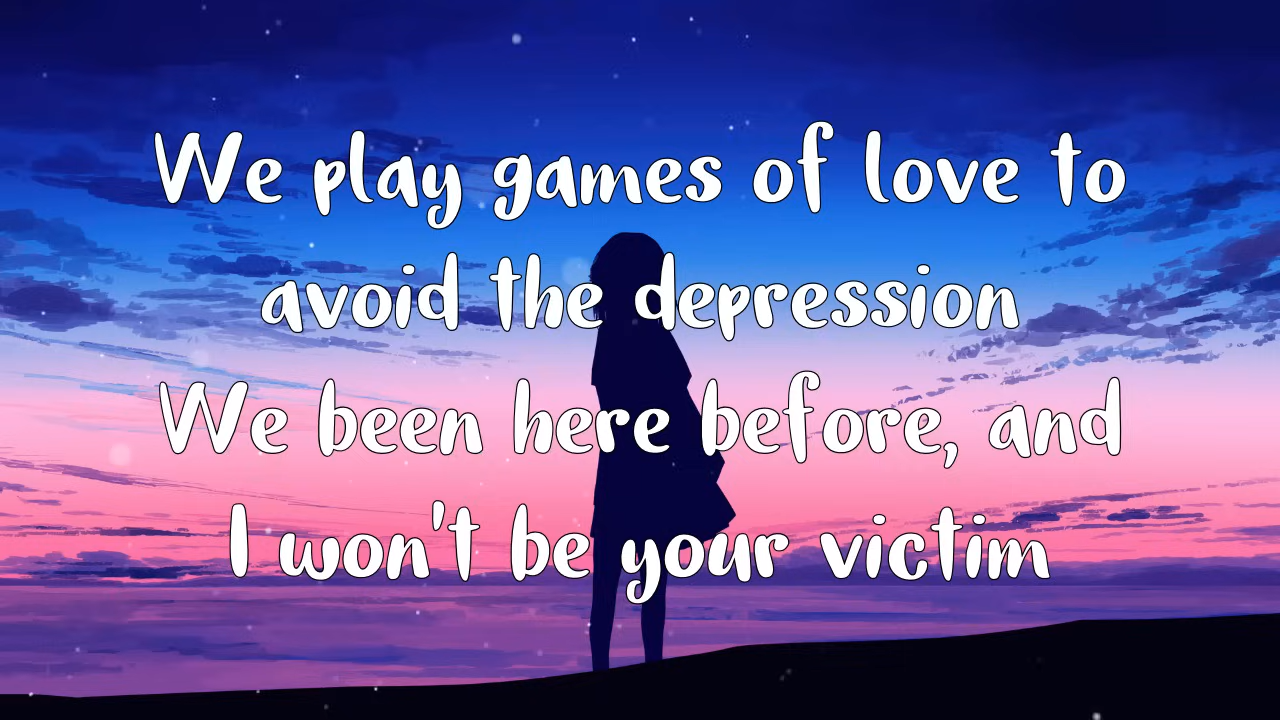 We play games of love to
avoid the depression
We been here before, and
I won't be your victim